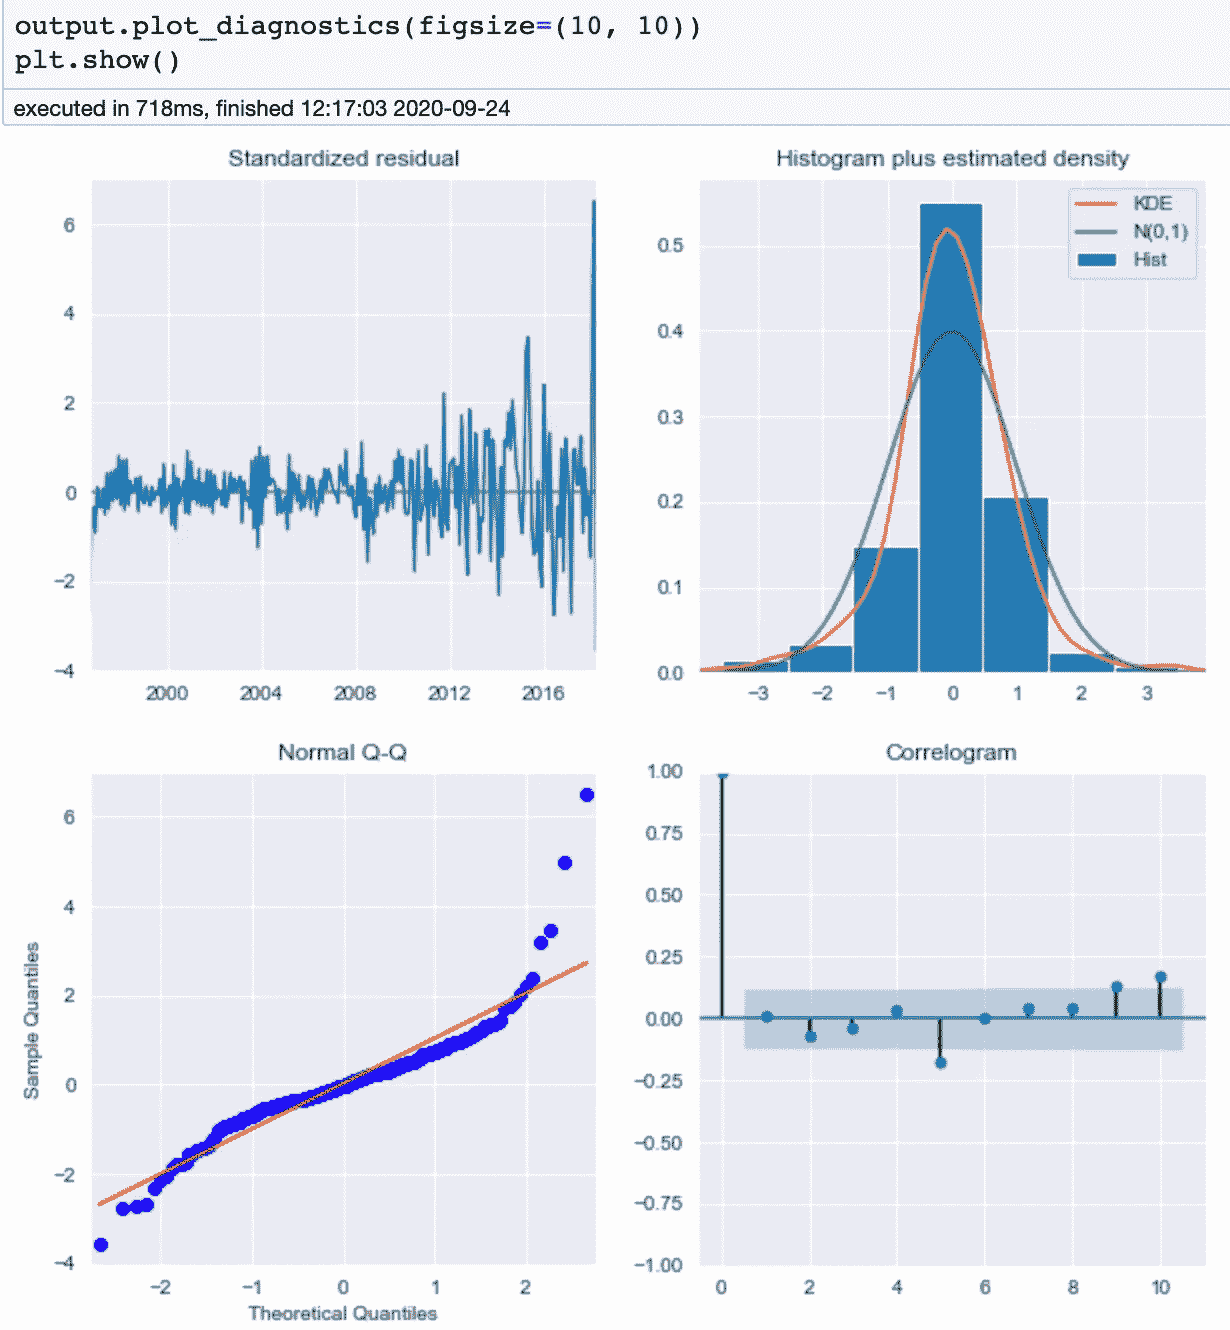 output.plot_diagnostics(figsize=(10, 10))
plt.show()
executed in 718ms, finished 12:17:03 2020-09-24
Standardized residual
6
4
2
0
−2
−4
2000 2004 2008 2012 2016
Histogram plus estimated density
KDE
N(0,1)
Hist
0.5
0.4
0.3
0.2
0.1
0.0
−3 −2 −1 0 1 2 3
Normal Q-Q
Sample Quantiles
6
4
2
0
−2
−4
−2 −1 0 1 2
Theoretical Quantiles
Correlogram
1.00
0.75
0.50
0.25
0.00
−0.25
−0.50
−0.75
−1.00
0 2 4 6 8 10